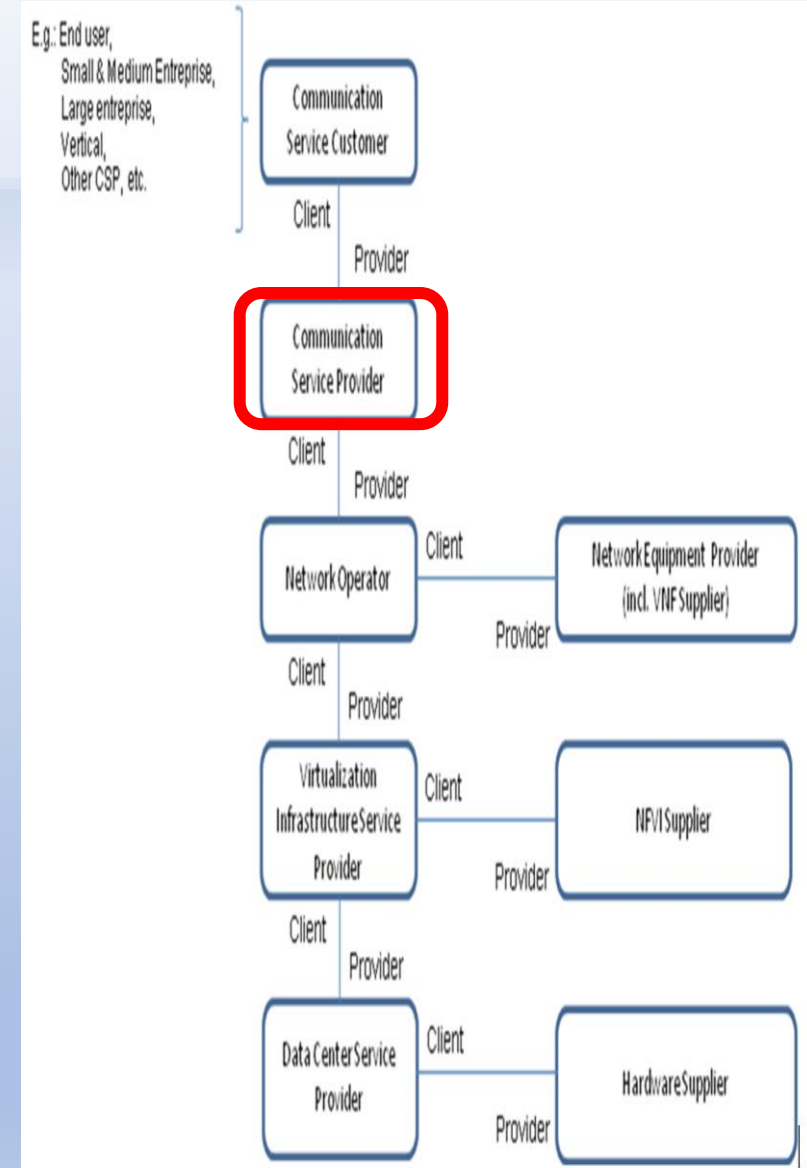 E.g.: End user,
Small & Medium Entreprise,
Large entreprise,
Vertical,
Other CSP, etc.
Communication
Service Customer
Client
Provider
Communication
Service Provider
Client
Provider
Network Operator
Client
Provider
Network Equipment Provider
(incl. VNF Supplier)
Client
Provider
Virtualization
Infrastructure Service
Provider
Client
Provider
NFVI Supplier
Client
Provider
Data Center Service
Provider
Client
Provider
Hardware Supplier